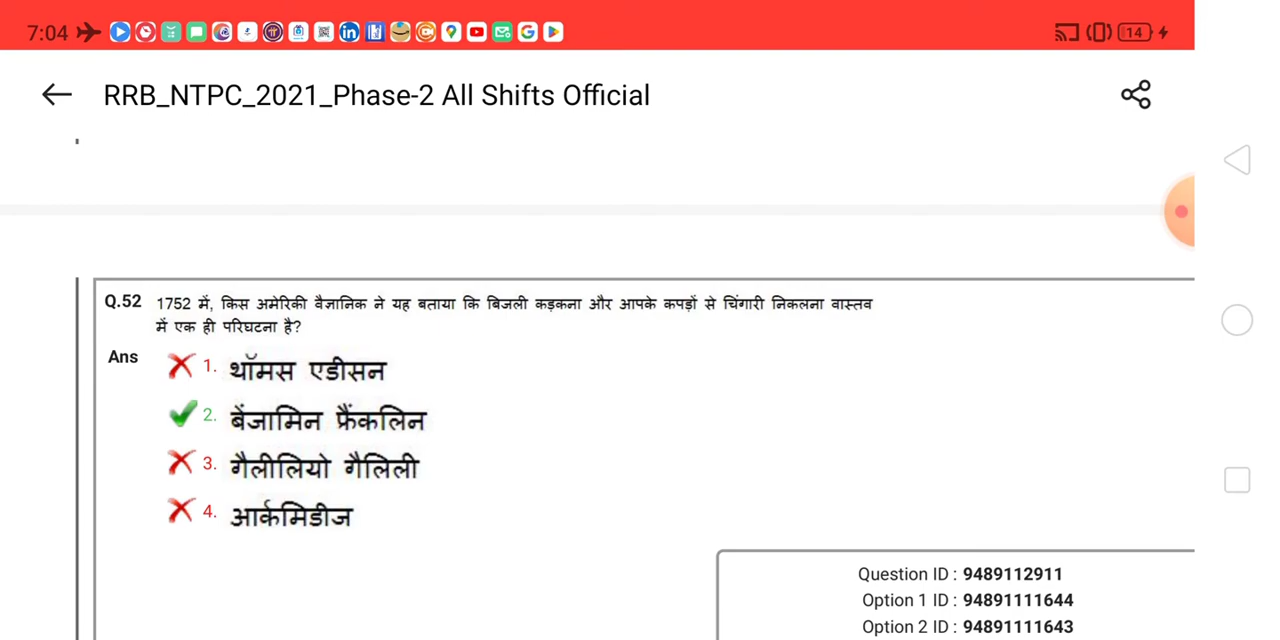 7:04
14
RRB_NTPC_2021_Phase-2 All Shifts Official
Q.52 1752 में, किस अमेरिकी वैज्ञानिक ने यह बताया कि बिजली कड़कना और आपके कपड़ों से चिंगारी निकलना वास्तव
में एक ही परिघटना है?
Ans
1. थॉमस एडीसन
2. बेंजामिन फ्रैंकलिन
3. गैलीलियो गैलिली
4. आर्कमिडीज
Question ID : 9489112911
Option 1 ID : 94891111644
Option 2 ID : 94891111643